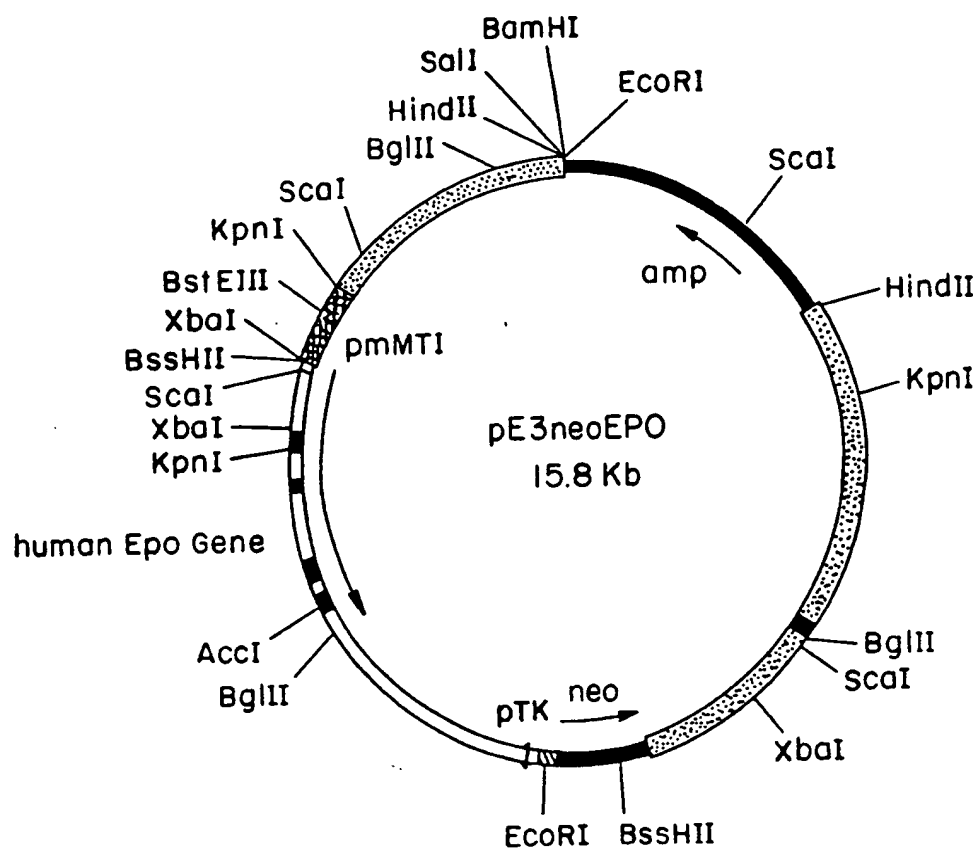 BamHI
SalI
EcoRI
HindII
BglII
ScaI
ScaI
KpnI
amp
BstEIII
HindII
XbaI
pmMTI
BssHII
KpnI
ScaI
XbaI
pE3neoEPO
KpnI
15.8 Kb
human Epo Gene
AccI
BglII
BglII
ScaI
neo
pTK
XbaI
EcoRI
BssHII